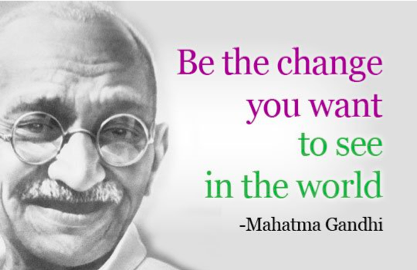 Be the change
you want
to see
in the world
-Mahatma Gandhi